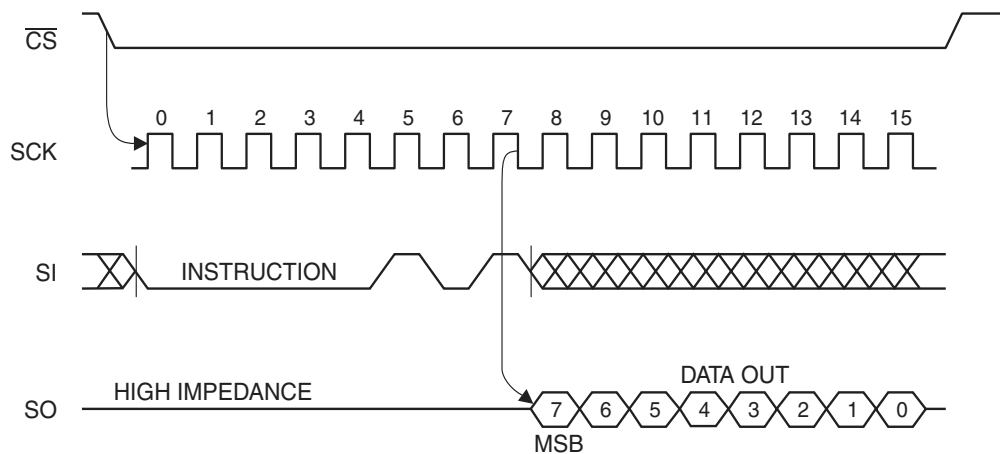 CS
0 1 2 3 4 5 6 7 8 9 10 11 12 13 14 15
SCK
SI INSTRUCTION
HIGH IMPEDANCE DATA OUT
SO 7 6 5 4 3 2 1 0
MSB